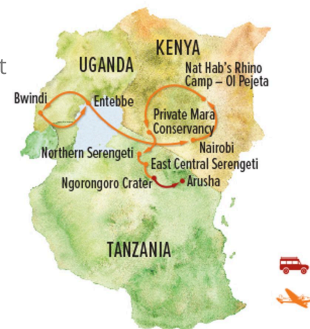 t
KENYA
UGANDA
Nat Hab's Rhino
Camp – Ol Pejeta
Bwindi
Entebbe
Private Mara
Conservancy
Nairobi
Northern Serengeti
East Central Serengeti
Ngorongoro Crater
Arusha
TANZANIA